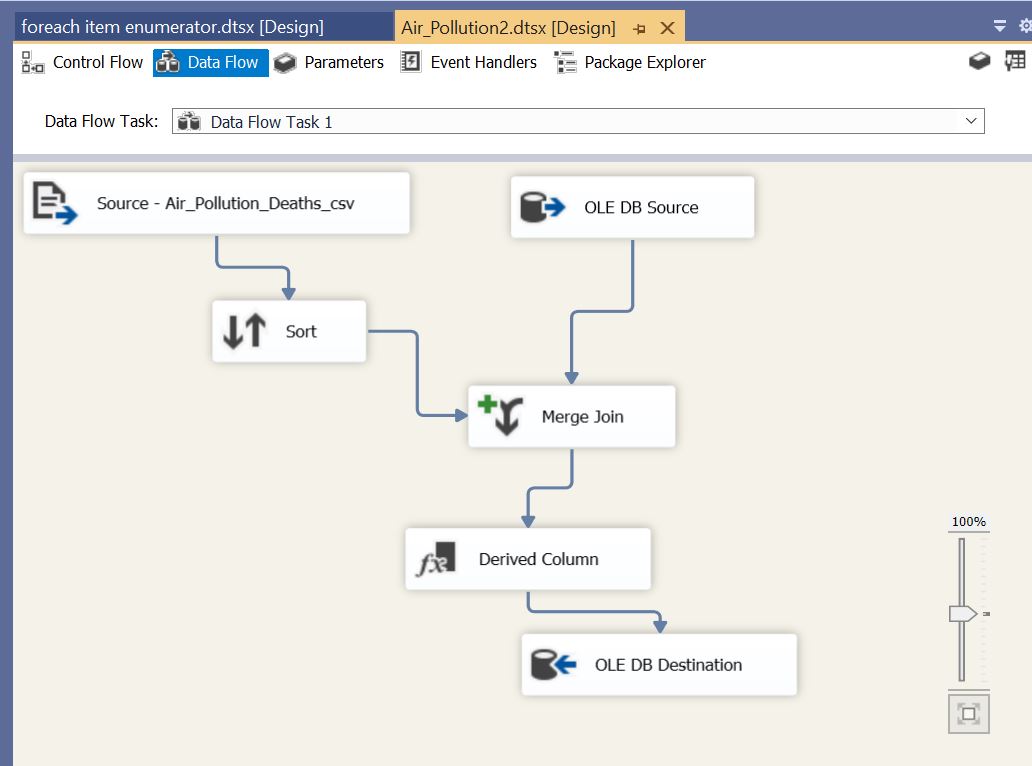 foreach item enumerator.dtsx [Design]
Air_Pollution2.dtsx [Design]
Control Flow
Data Flow
Parameters
Event Handlers
Package Explorer
Data Flow Task:
Data Flow Task 1
Source - Air_Pollution_Deaths_csv
OLE DB Source
Sort
Merge Join
Derived Column
OLE DB Destination
100%